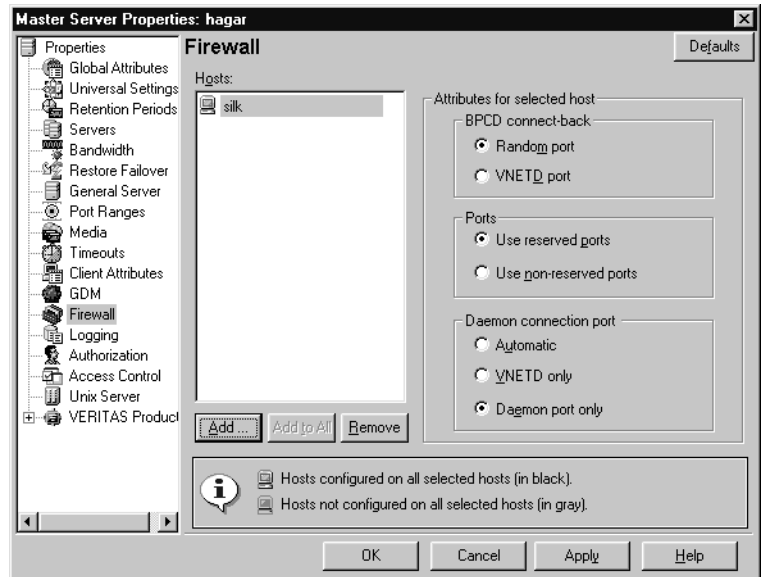 Master Server Properties: hagar
Properties
Global Attributes
Universal Settings
Retention Periods
Servers
Bandwidth
Restore Failover
General Server
Port Ranges
Media
Timeouts
Client Attributes
GDM
Firewall
Logging
Authorization
Access Control
Unix Server
VERITAS Product
Firewall
Defaults
Hosts:
silk
Add ...
Add to All
Remove
Attributes for selected host
BPCD connect-back
Random port
VNETD port
Ports
Use reserved ports
Use non-reserved ports
Daemon connection port
Automatic
VNETD only
Daemon port only
Hosts configured on all selected hosts (in black).
Hosts not configured on all selected hosts (in gray).
OK
Cancel
Apply
Help